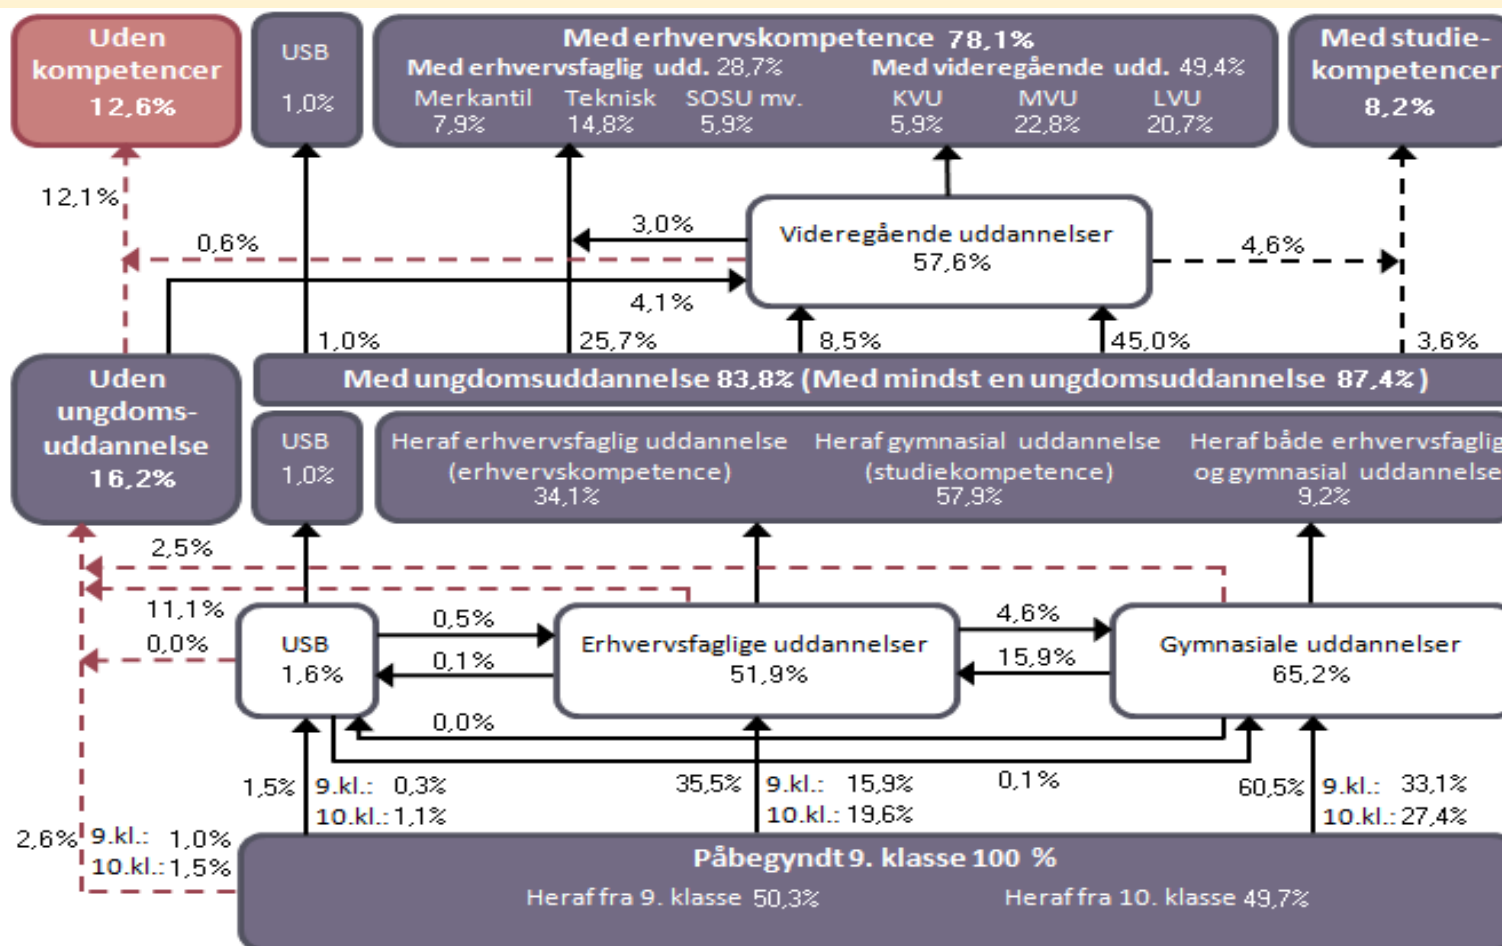 Uden
kompetencer
12,6%
USB
1,0%
Med erhvervskompetence 78,1%
Med erhvervsfaglig udd. 28,7%
Med videregående udd. 49,4%
Merkantil
Teknisk
SOSU mv.
KVU
MVU
LVU
7,9%
14,8%
5,9%
5,9%
22,8%
20,7%
Med studie-
kompetencer
8,2%
12,1%
0,6%
3,0%
4,1%
Videregående uddannelser
57,6%
4,6%
1,0%
25,7%
8,5%
45,0%
3,6%
Uden
ungdoms-
uddannelse
16,2%
Med ungdomsuddannelse 83,8% (Med mindst en ungdomsuddannelse 87,4%)
USB
1,0%
Heraf erhvervsfaglig uddannelse
(erhvervskompetence)
34,1%
Heraf gymnasial uddannelse
(studiekompetence)
57,9%
Heraf både erhvervsfaglig
og gymnasial uddannelse
9,2%
2,5%
11,1%
0,0%
USB
1,6%
0,5%
0,1%
Erhvervsfaglige uddannelser
51,9%
4,6%
15,9%
Gymnasiale uddannelser
65,2%
0,0%
0,1%
1,5%
9.kl.: 0,3%
10.kl.: 1,1%
35,5%
9.kl.: 15,9%
10.kl.: 19,6%
60,5%
9.kl.: 33,1%
10.kl.: 27,4%
2,6%
9.kl.: 1,0%
10.kl.: 1,5%
Påbegyndt 9. klasse 100 %
Heraf fra 9. klasse 50,3%
Heraf fra 10. klasse 49,7%